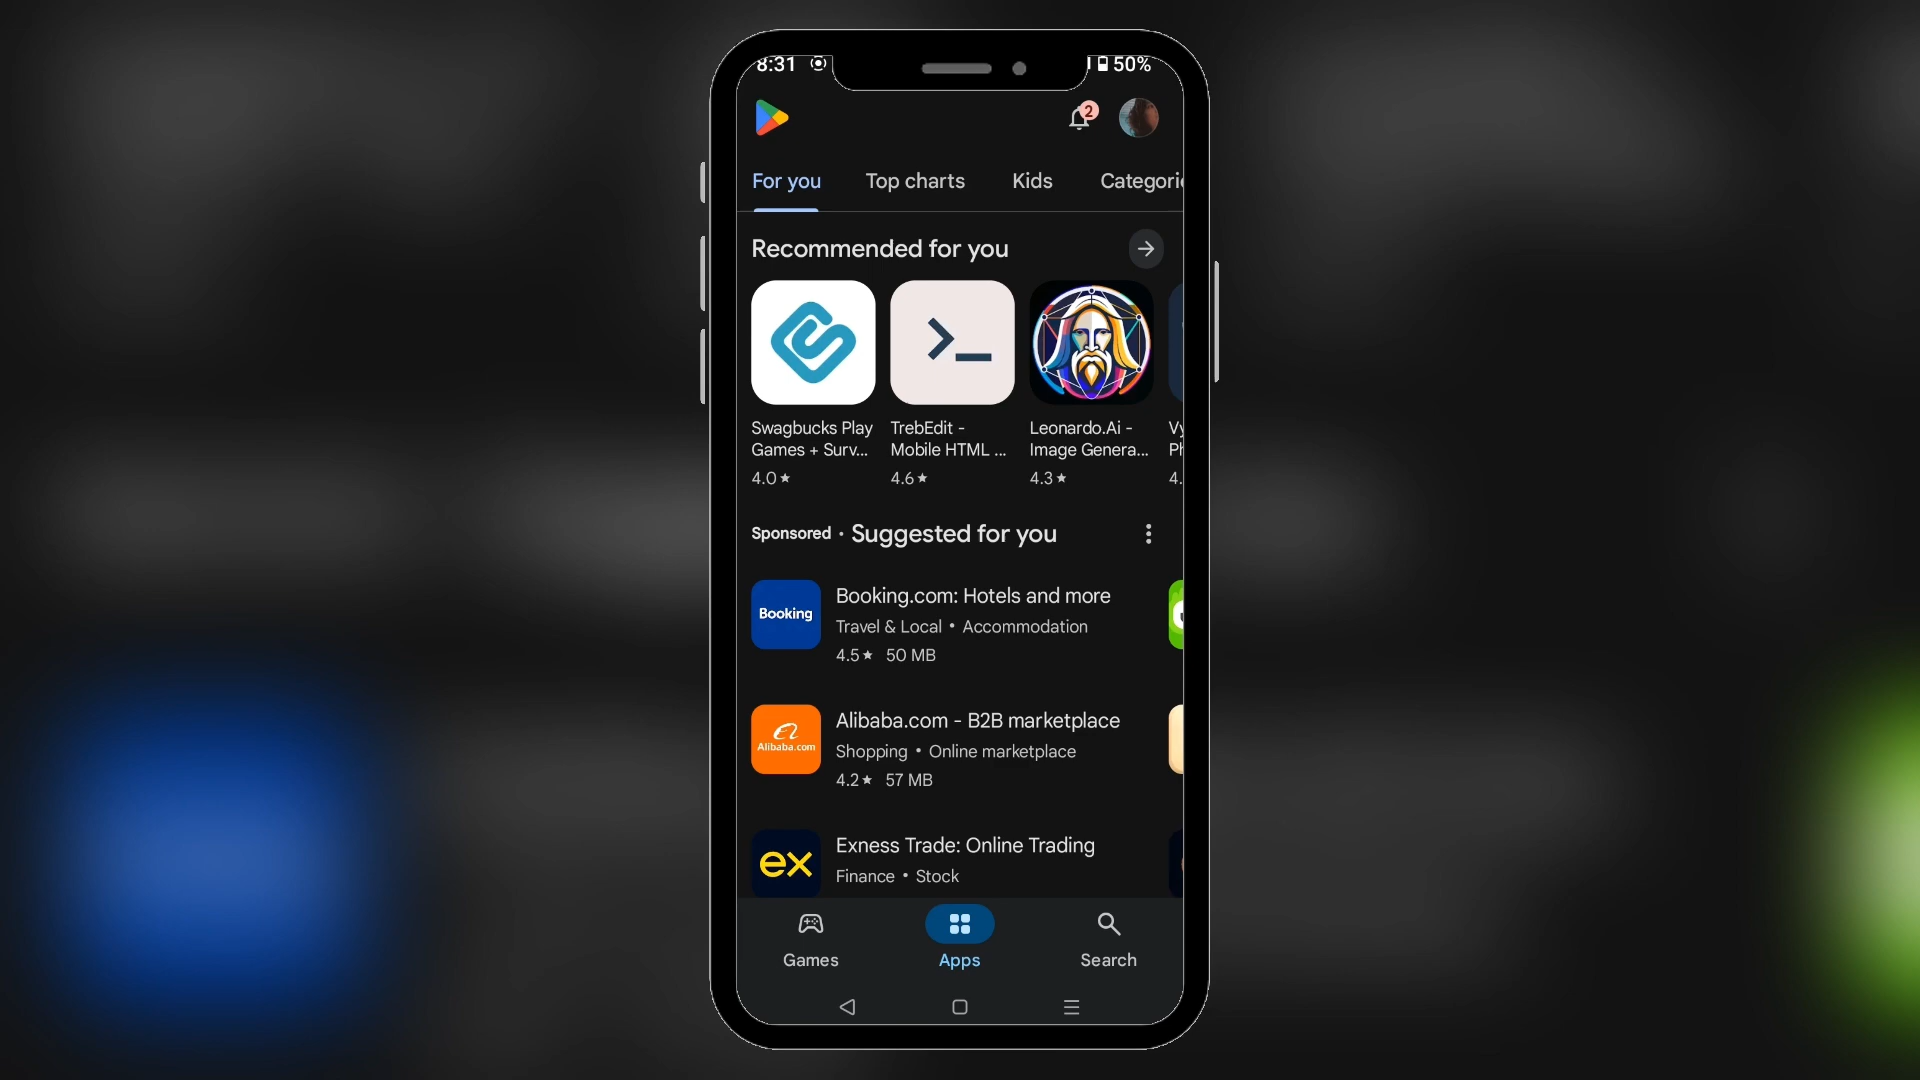 8:31
50%
2
For you
Top charts
Kids
Categori
Recommended for you
Swagbucks Play
Games + Surv...
4.0★
TrebEdit -
Mobile HTML ...
4.6★
Leonardo.Ai -
Image Genera...
4.3★
Vy
4.
Sponsored • Suggested for you
Booking
Booking.com: Hotels and more
Travel & Local • Accommodation
4.5★ 50 MB
Alibaba.com
Alibaba.com - B2B marketplace
Shopping • Online marketplace
4.2★ 57 MB
ex
Exness Trade: Online Trading
Finance • Stock
Games
Apps
Search